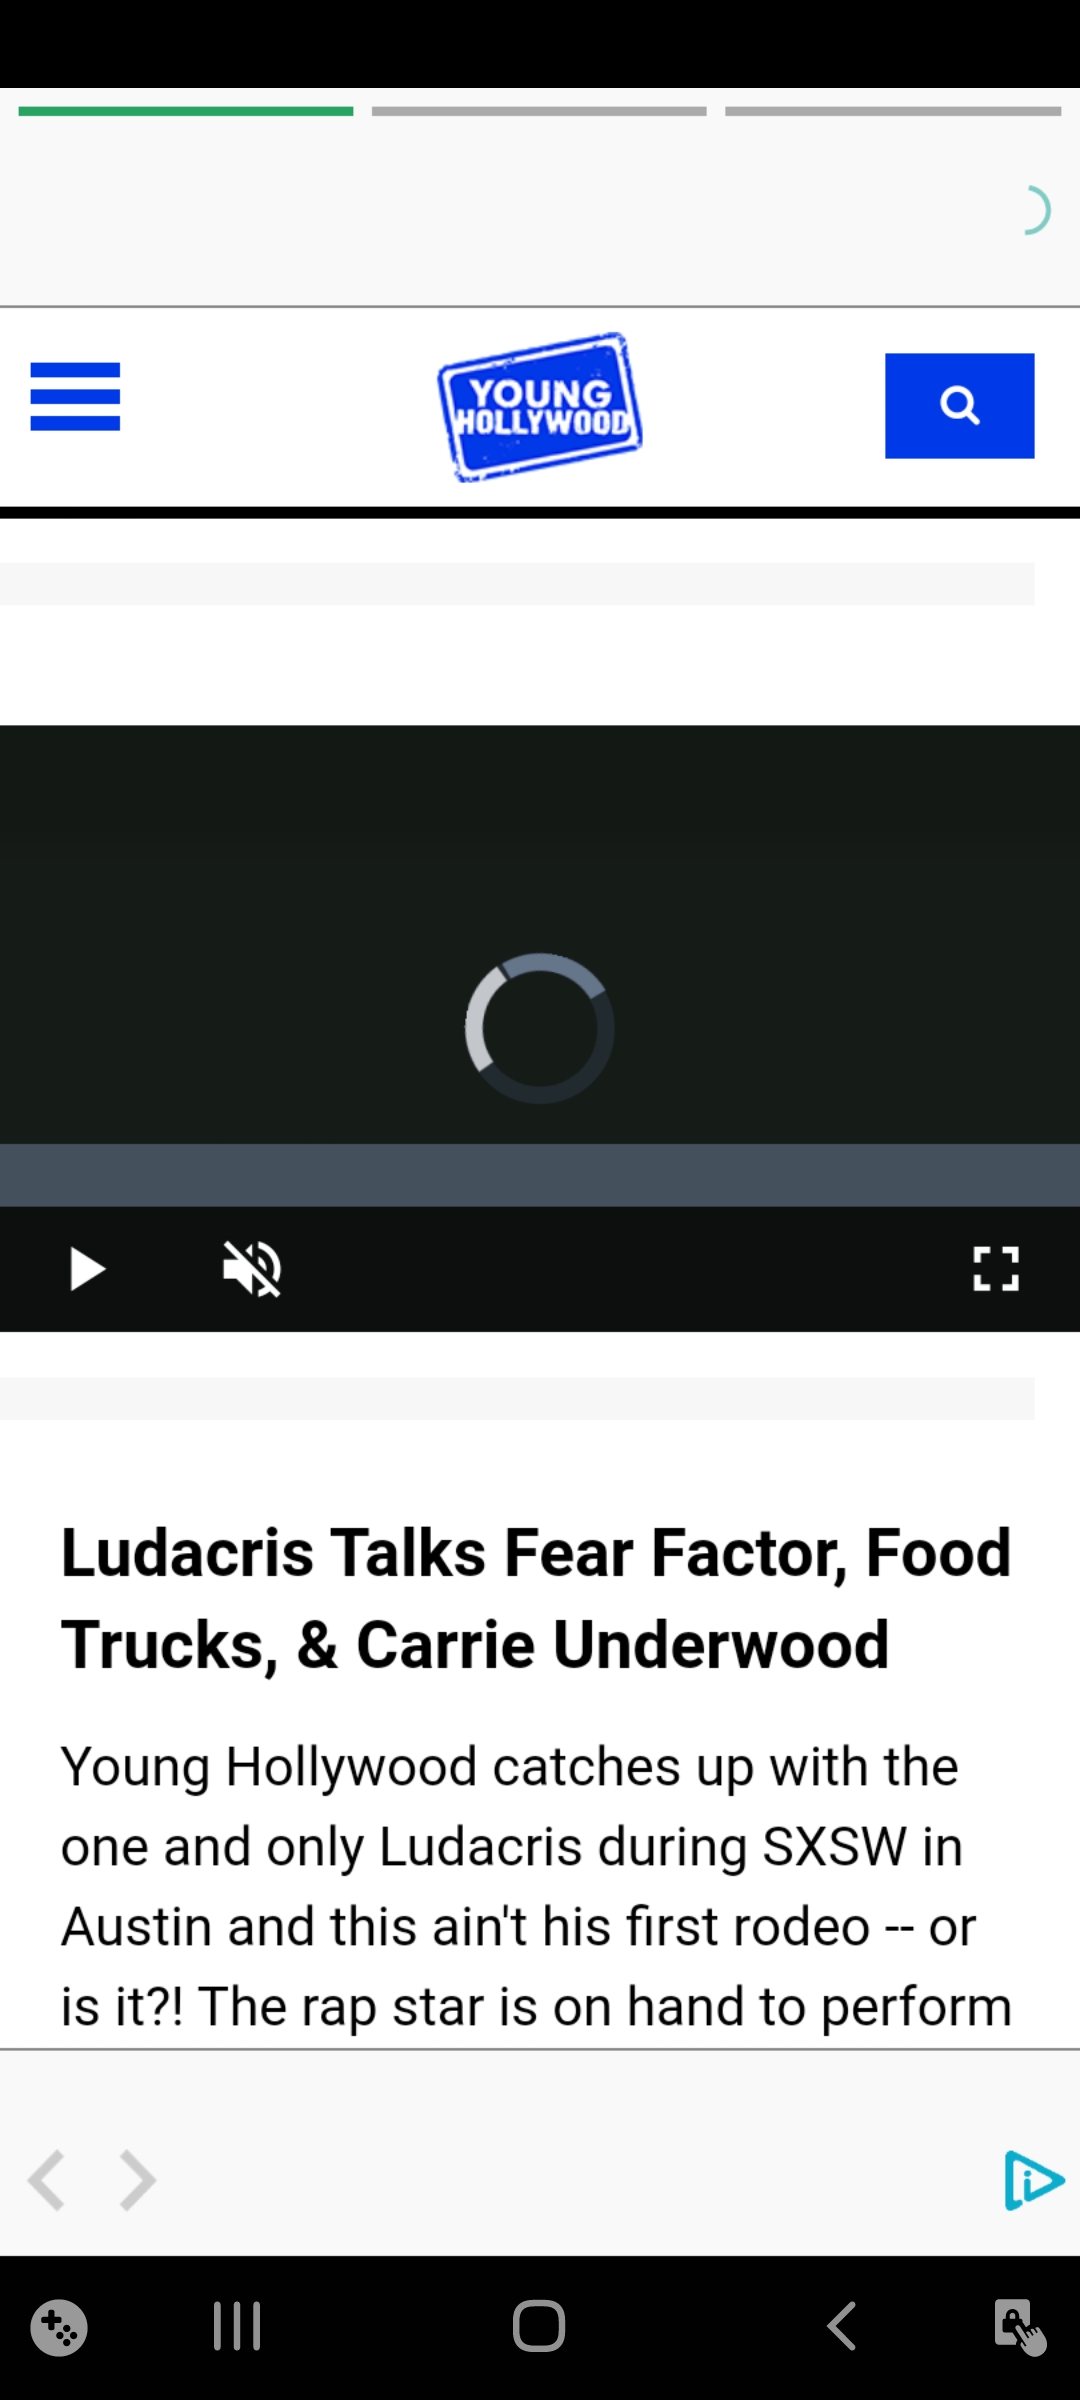 YOUNG
HOLLYWOOD
Ludacris Talks Fear Factor, Food
Trucks, & Carrie Underwood
Young Hollywood catches up with the
one and only Ludacris during SXSW in
Austin and this ain't his first rodeo -- or
is it?! The rap star is on hand to perform